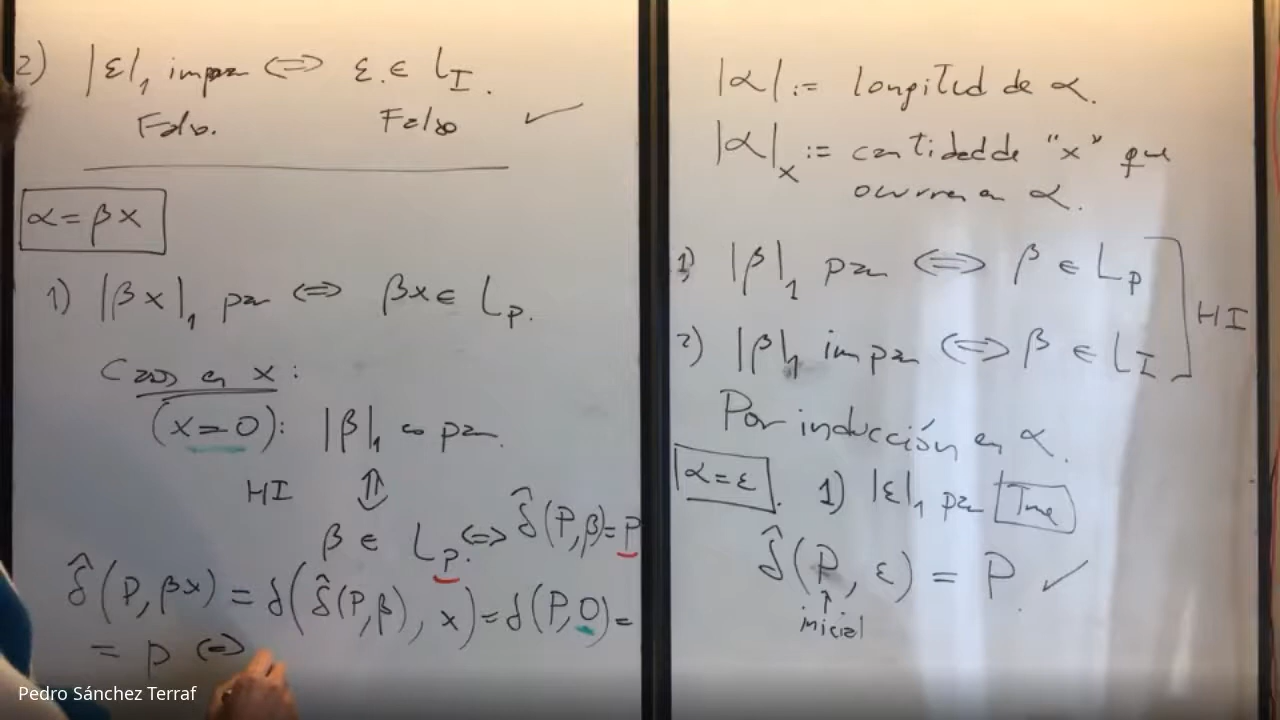 2) |ε|₁ impar ⟺ ε ∈ L_I.
Falso. Falso ✓
α = βx
1) |βx|₁ par ⟺ βx ∈ L_P.
Casos en x:
(x=0): |β|₁ es par.
HI ⇕
β ∈ L_P. ⟺ δ̂(P,β)=P
δ̂(P,βx) = δ(δ̂(P,β), x) = δ(P,0) =
= P ⟺
|α| := longitud de α.
|α|ₓ := cantidad de "x" que
ocurren en α.
1) |β|₁ par ⟺ β ∈ L_P
2) |β|₁ impar ⟺ β ∈ L_I
HI
Por inducción en α.
α = ε. 1) |ε|₁ par True
δ̂(P, ε) = P. ✓
↑
inicial
Pedro Sánchez Terraf